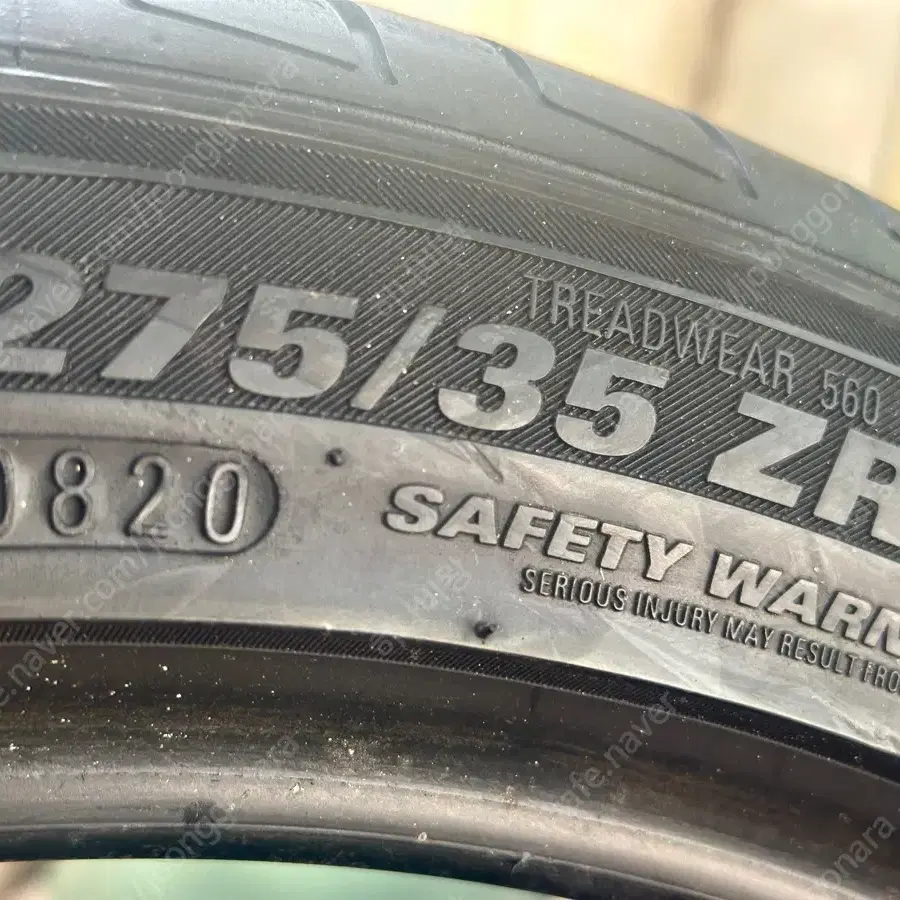 TREADWEAR 560
275/35 ZR
0820
SAFETY WARN
SERIOUS INJURY MAY RESULT FRO